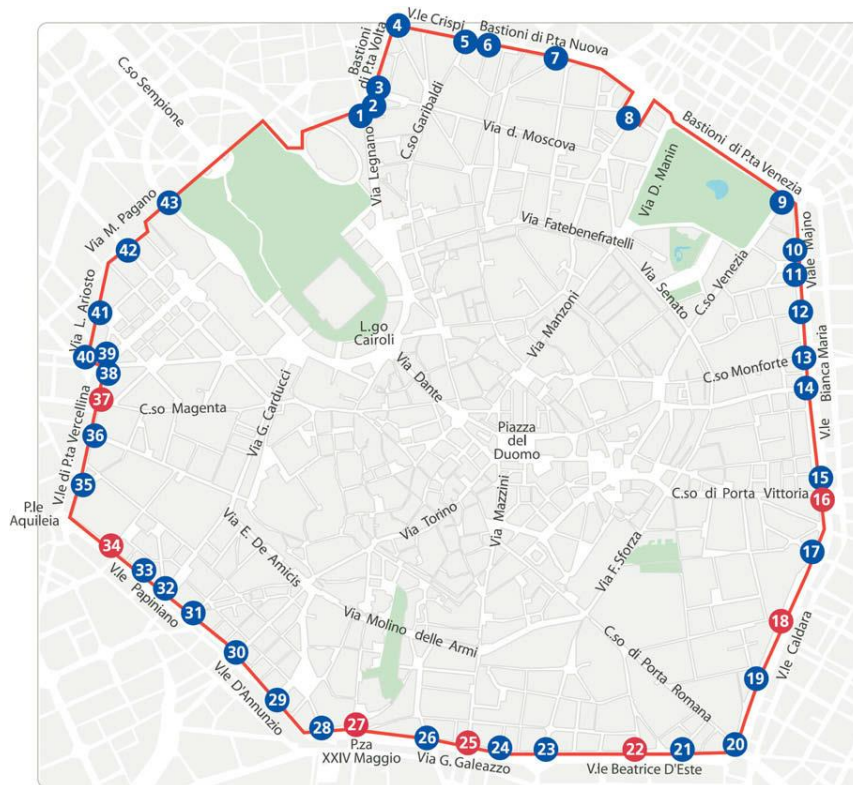 4
V.le Crispi
5
6
Bastioni di P.ta Nuova
7
Bastioni
di P.ta Volta
3
2
1
8
C.so Sempione
C.so Garibaldi
Via Legnano
Via d. Moscova
Bastioni di P.ta Venezia
Via D. Manin
9
43
Via M. Pagano
42
Via Fatebenefratelli
Via Senato
C.so Venezia
10
Viale Majno
11
41
Via L. Ariosto
12
L.go
Cairoli
Via Manzoni
40
39
38
Via Dante
13
C.so Monforte
14
V.le Bianca Maria
37
C.so Magenta
Via G. Carducci
36
V.le di P.ta Vercellina
Piazza
del
Duomo
35
15
C.so di Porta Vittoria
16
P.le
Aquileia
Via Mazzini
Via Torino
34
Via E. De Amicis
Via F. Sforza
17
33
32
V.le Papiniano
31
Via Molino delle Armi
18
V.le Caldara
C.so di Porta Romana
30
V.le D'Annunzio
29
19
28
27
P.za
XXIV Maggio
26
25
24
Via G. Galeazzo
23
22
21
20
V.le Beatrice D'Este